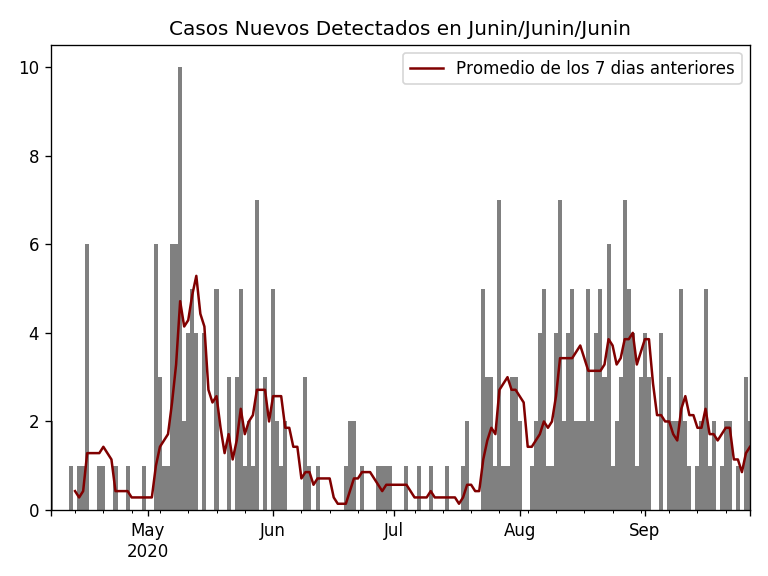 Casos Nuevos Detectados en Junin/Junin/Junin
Promedio de los 7 dias anteriores
10
8
6
4
2
0
May Jun Jul Aug Sep
2020